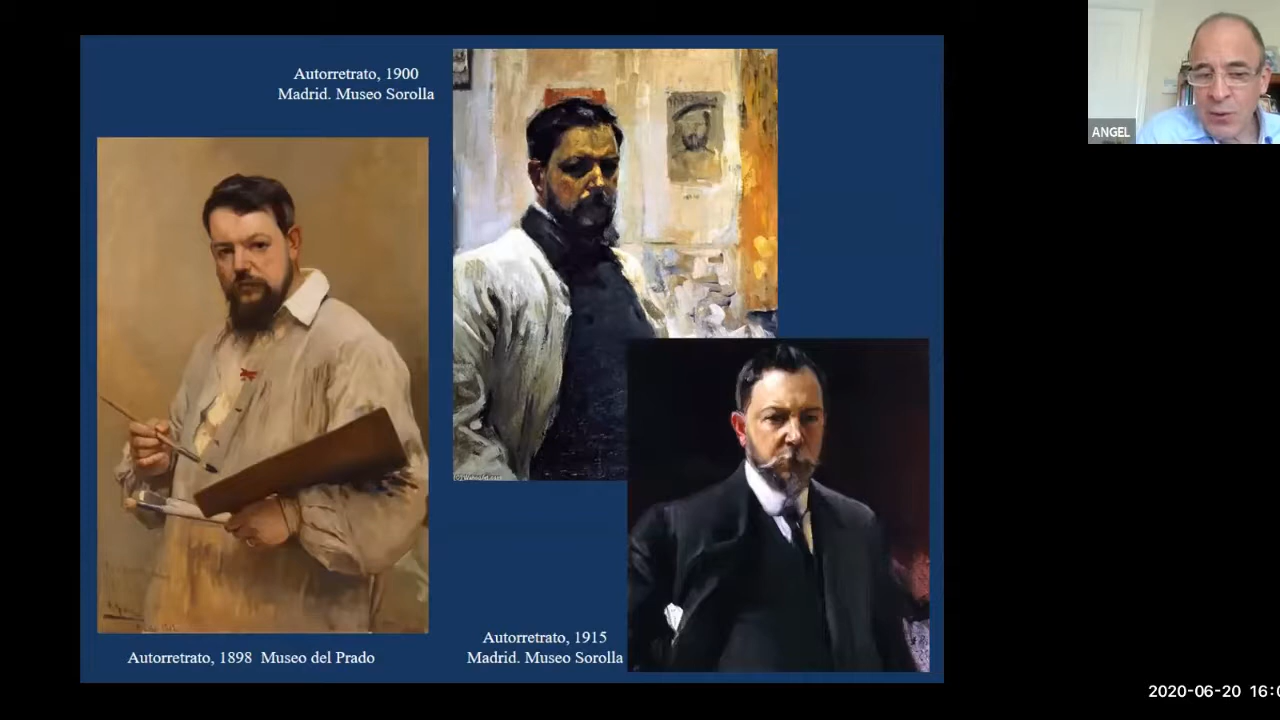 Autorretrato, 1900
Madrid. Museo Sorolla
ANGEL
Autorretrato, 1915
Madrid. Museo Sorolla
Autorretrato, 1898 Museo del Prado
2020-06-20 16:0